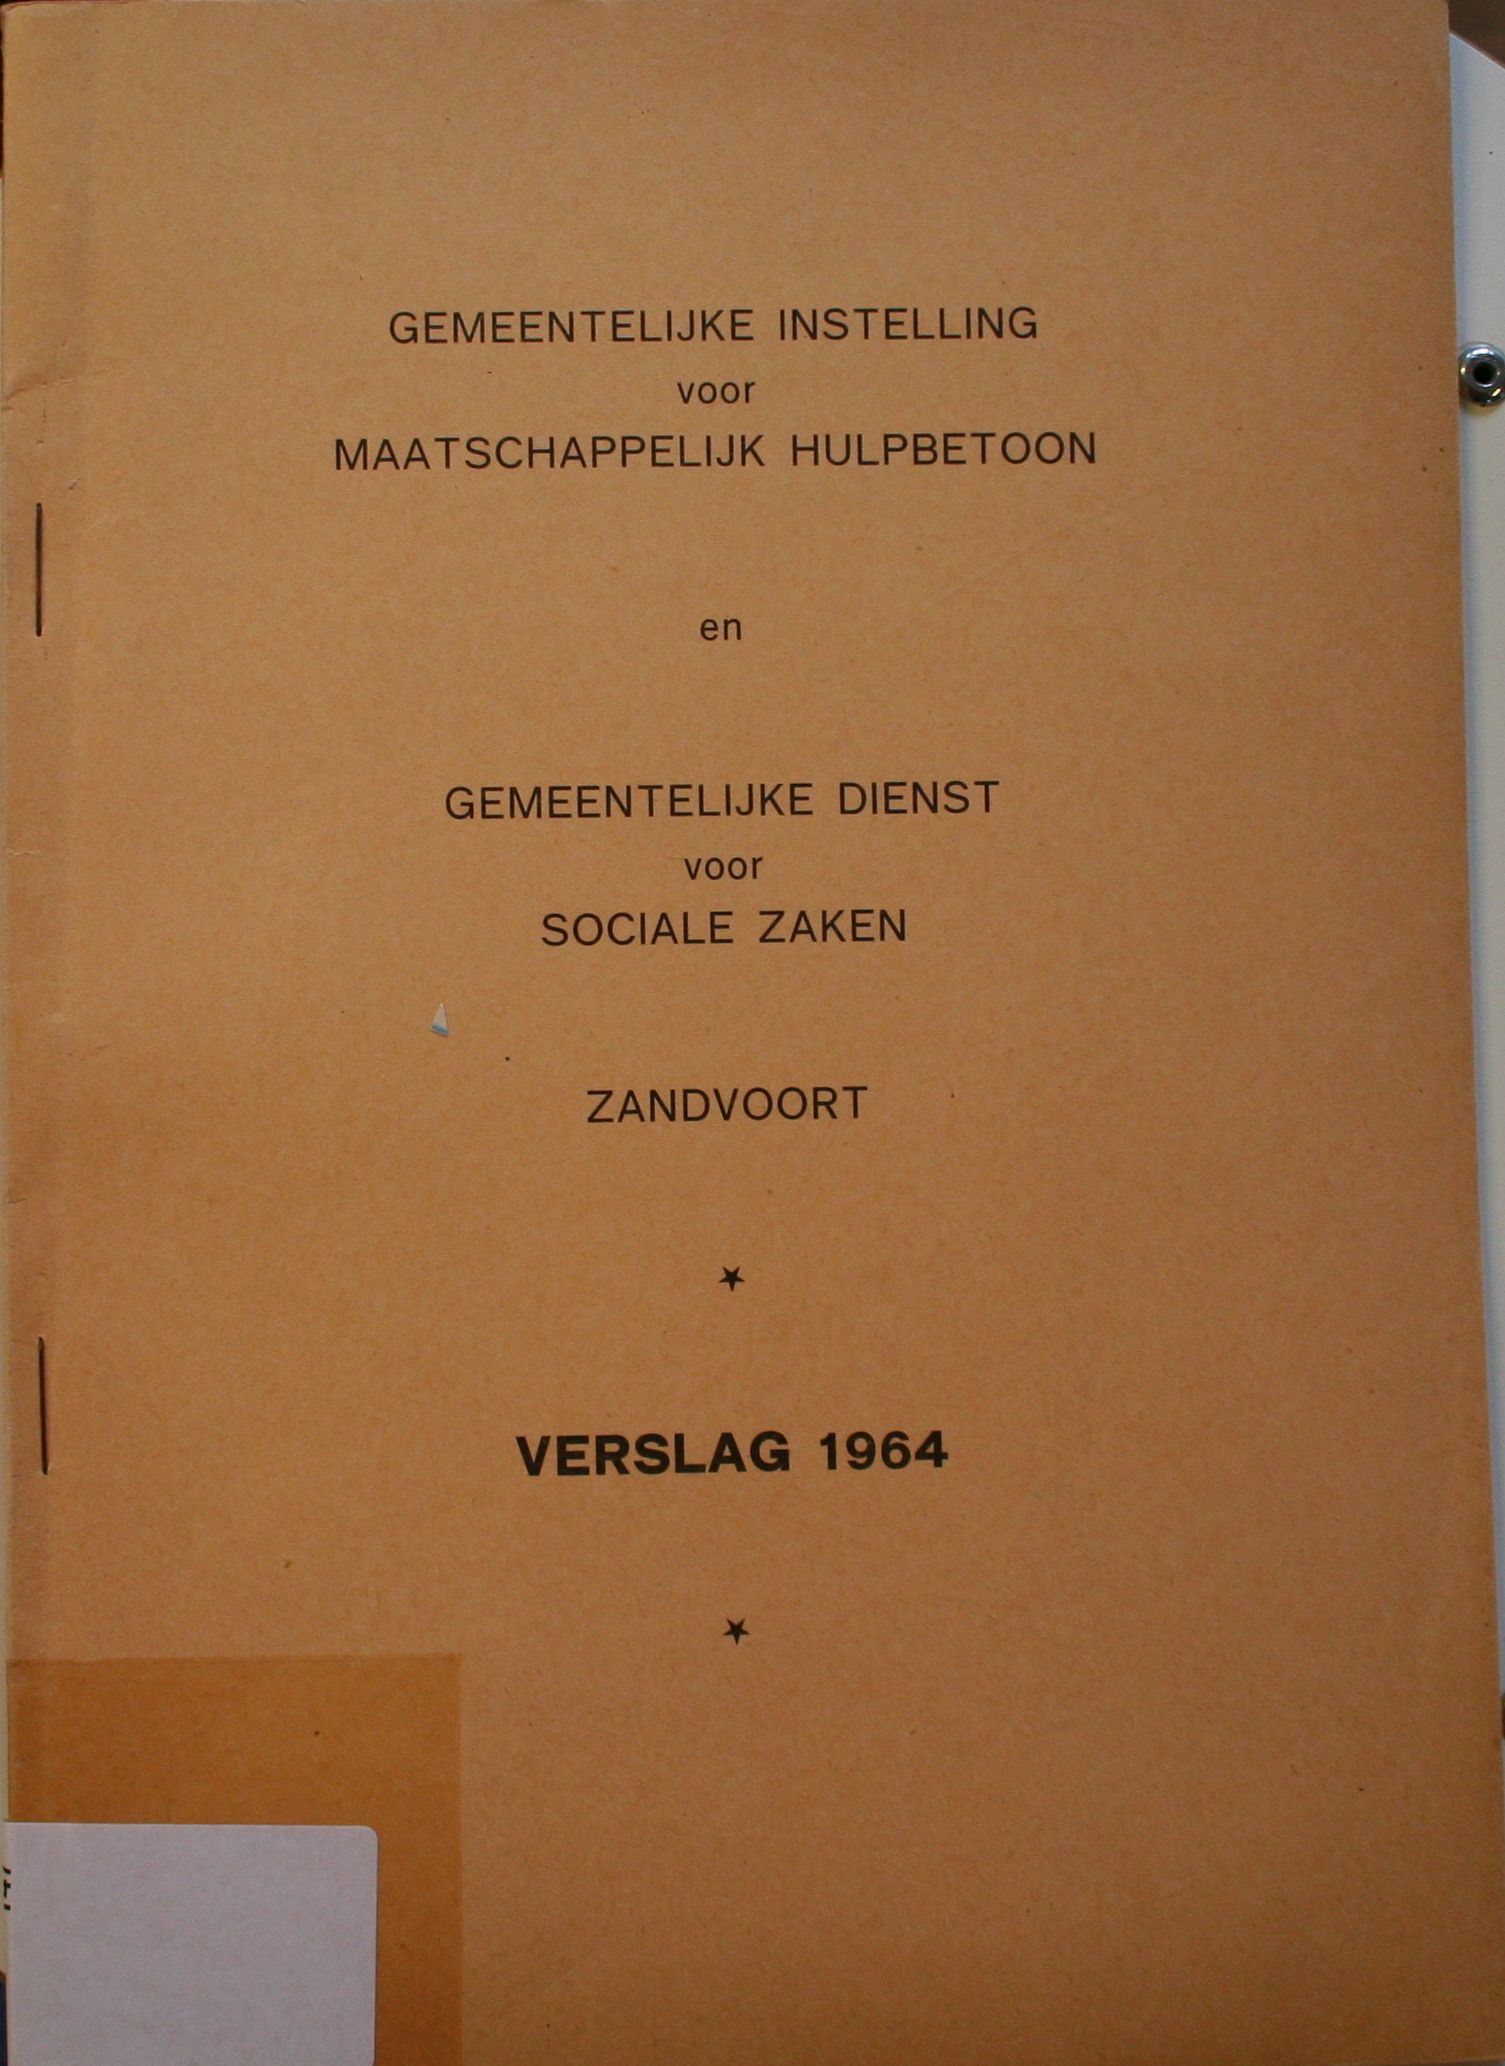 GEMEENTELIJKE INSTELLING
voor
MAATSCHAPPELIJK HULPBETOON
en
GEMEENTELIJKE DIENST
voor
SOCIALE ZAKEN
ZANDVOORT
★
VERSLAG 1964
★